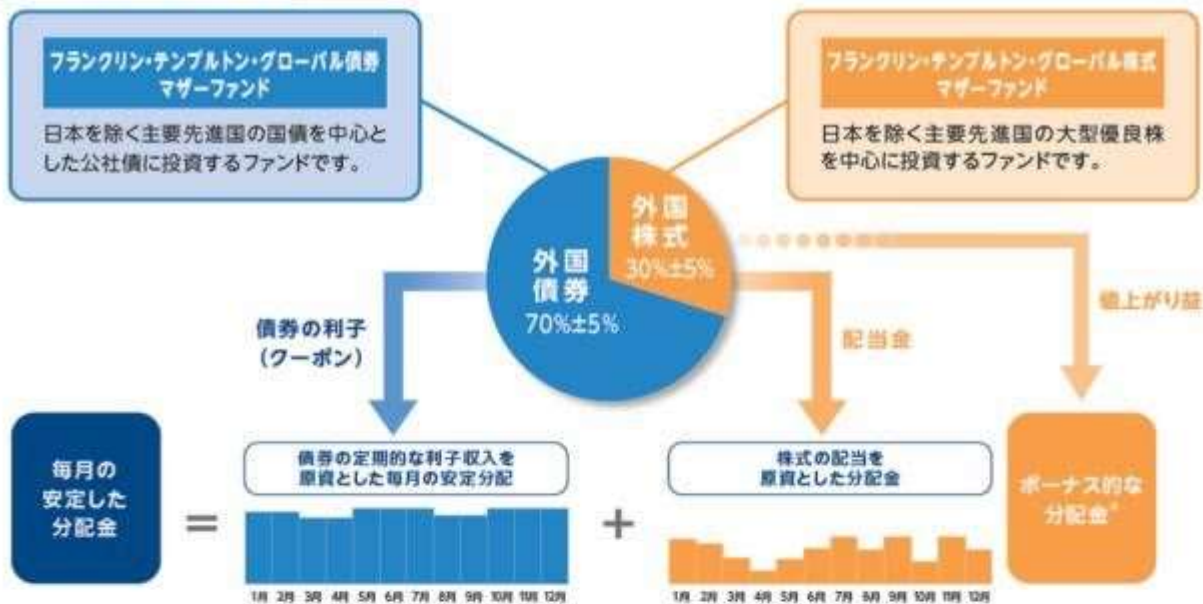 フランクリン・テンプルトン・グローバル債券
マザーファンド
日本を除く主要先進国の国債を中心と
した公社債に投資するファンドです。
フランクリン・テンプルトン・グローバル株式
マザーファンド
日本を除く主要先進国の大型優良株
を中心に投資するファンドです。
外国
株式
30%±5%
外国
債券
70%±5%
債券の利子
(クーポン)
配当金
値上がり益
毎月の
安定した
分配金
=
債券の定期的な利子収入を
原資とした毎月の安定分配
1月 2月 3月 4月 5月 6月 7月 8月 9月 10月 11月 12月
+
株式の配当を
原資とした分配金
1月 2月 3月 4月 5月 6月 7月 8月 9月 10月 11月 12月
ボーナス的な
分配金*